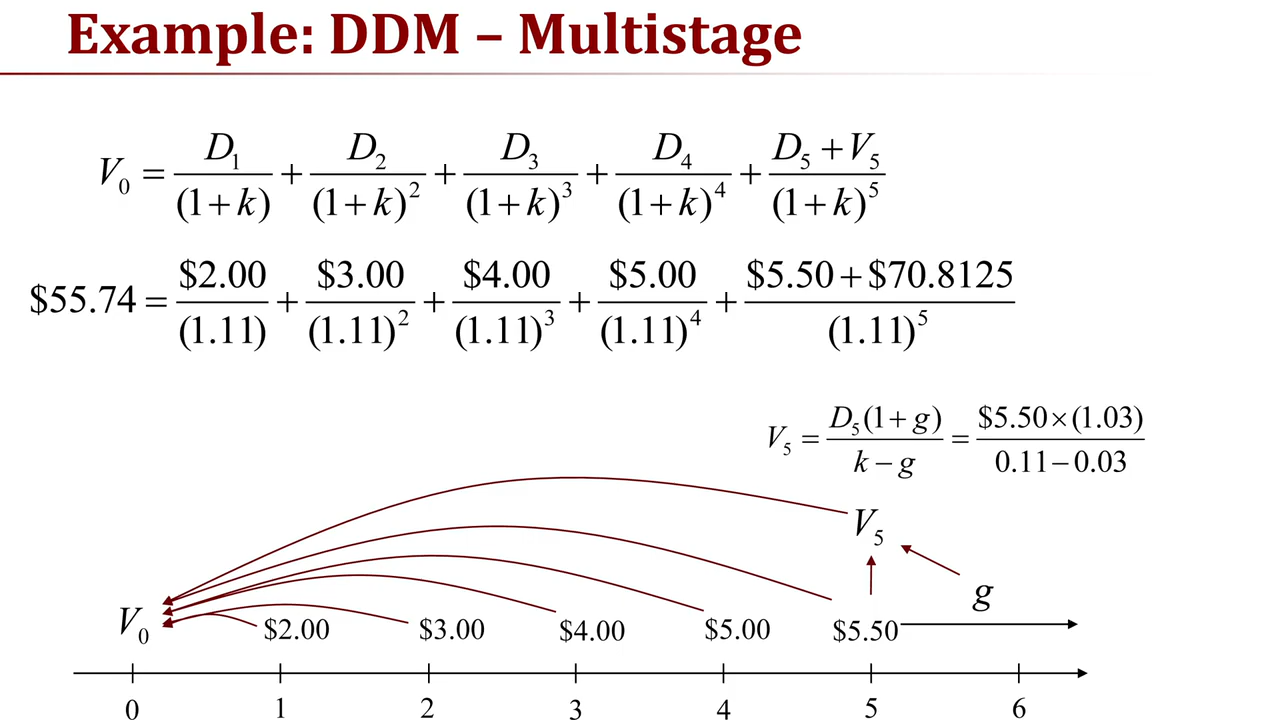 Example: DDM – Multistage
V₀ = D₁/(1+k) + D₂/(1+k)² + D₃/(1+k)³ + D₄/(1+k)⁴ + (D₅+V₅)/(1+k)⁵
$55.74 = $2.00/(1.11) + $3.00/(1.11)² + $4.00/(1.11)³ + $5.00/(1.11)⁴ + ($5.50+$70.8125)/(1.11)⁵
V₅ = D₅(1+g)/(k−g) = $5.50×(1.03)/(0.11−0.03)
V₅
g
V₀ $2.00 $3.00 $4.00 $5.00 $5.50
0 1 2 3 4 5 6